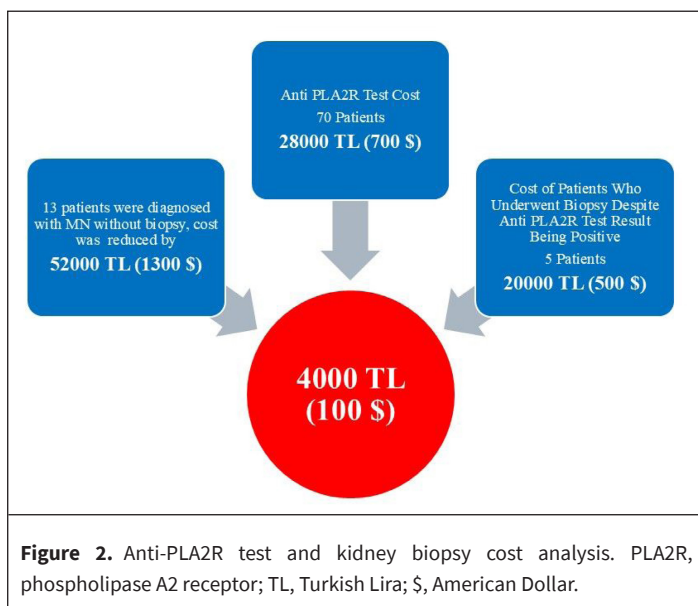 Anti PLA2R Test Cost
70 Patients
28000 TL (700 $)
13 patients were diagnosed
with MN without biopsy, cost
was reduced by
52000 TL (1300 $)
Cost of Patients Who
Underwent Biopsy Despite
Anti PLA2R Test Result
Being Positive
5 Patients
20000 TL (500 $)
4000 TL
(100 $)
Figure 2. Anti-PLA2R test and kidney biopsy cost analysis. PLA2R,
phospholipase A2 receptor; TL, Turkish Lira; $, American Dollar.